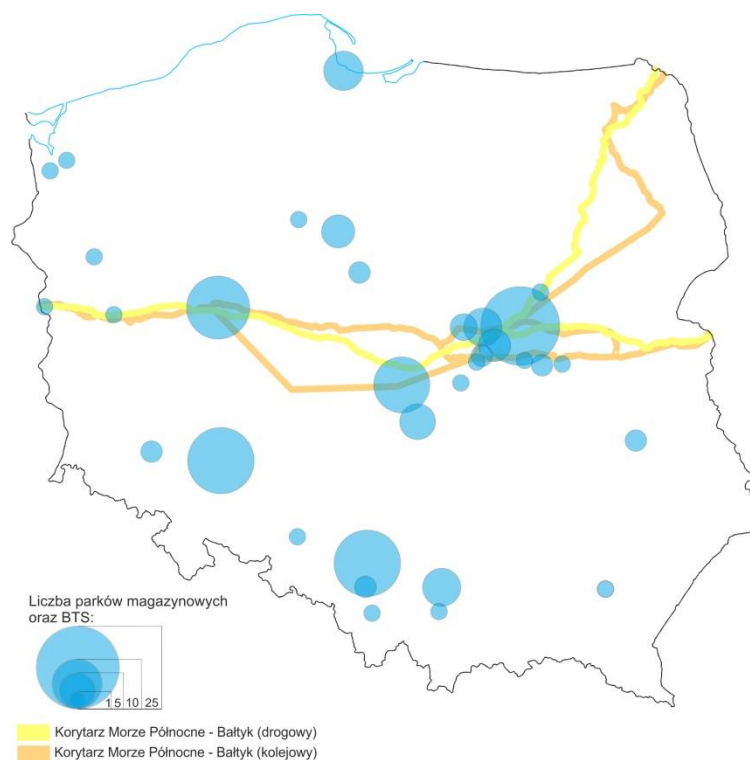 Liczba parków magazynowych
oraz BTS:
1 5 10 25
Korytarz Morze Północne - Bałtyk (drogowy)
Korytarz Morze Północne - Bałtyk (kolejowy)